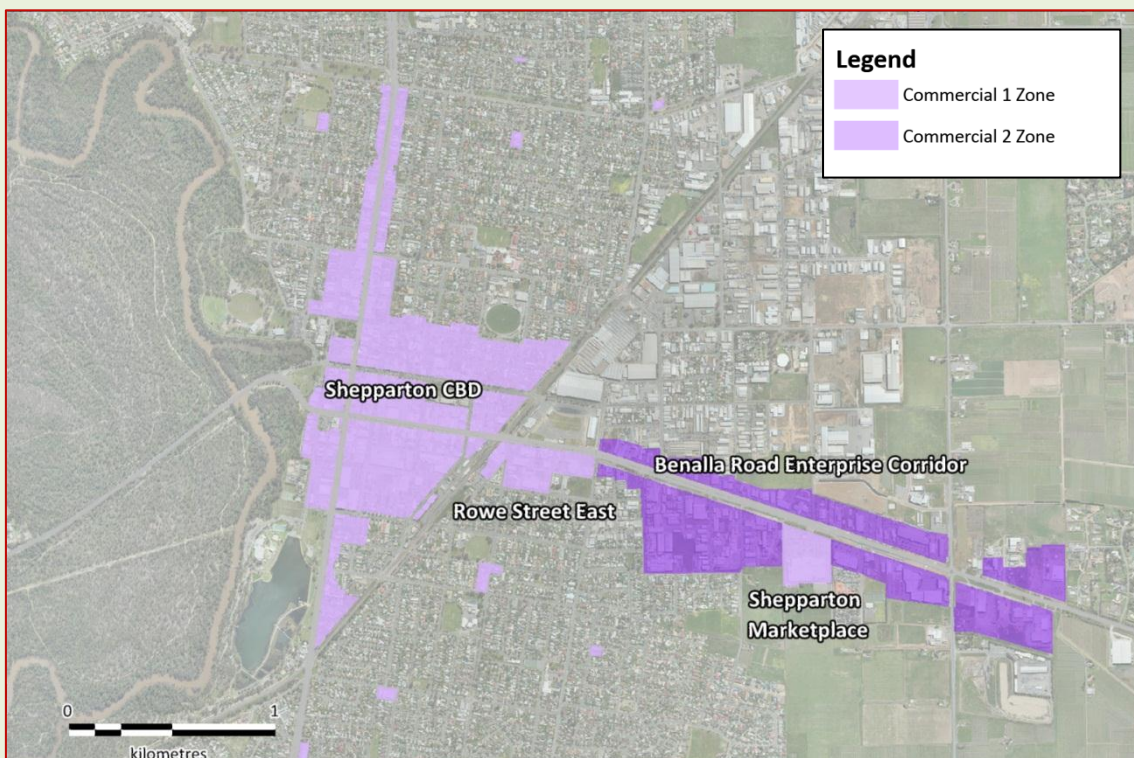 Legend
Commercial 1 Zone
Commercial 2 Zone
Shepparton CBD
Benalla Road Enterprise Corridor
Rowe Street East
Shepparton
Marketplace
0 1
kilometres